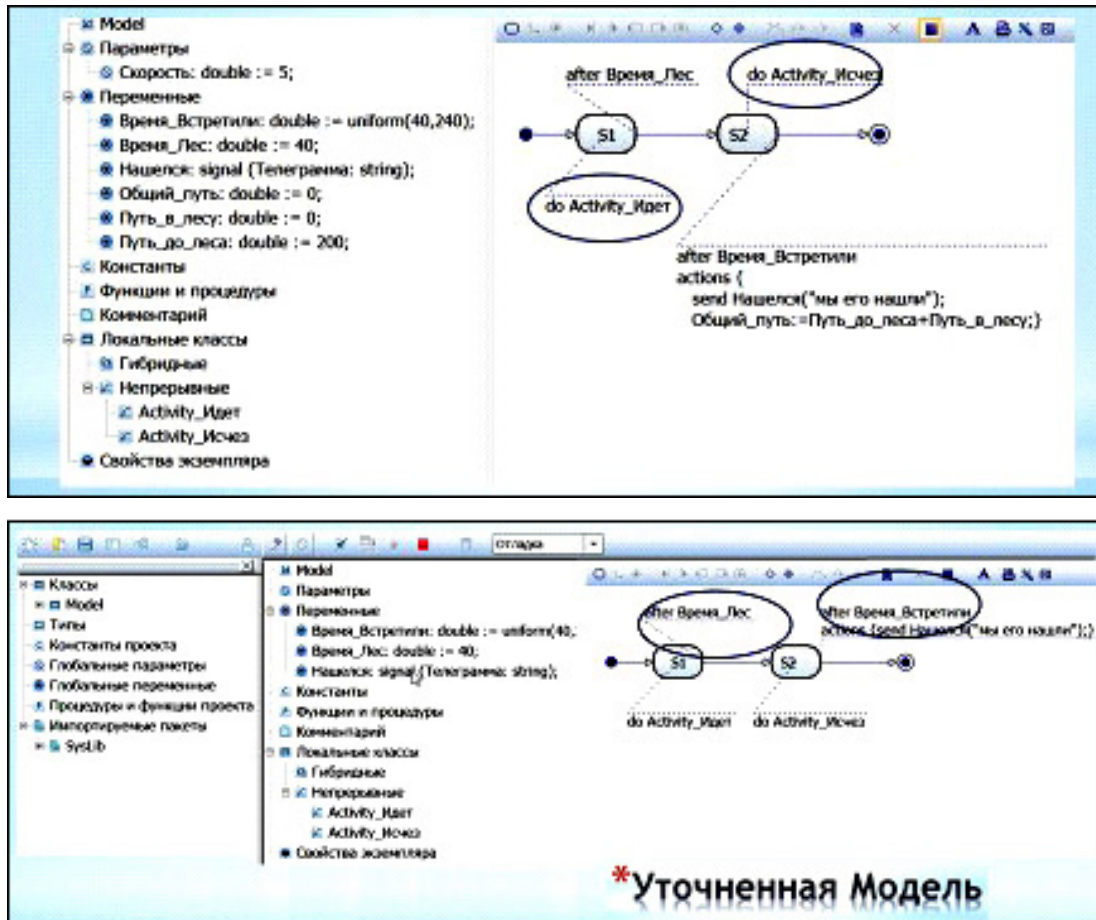 Model
Параметры
Скорость: double := 5;
Переменные
Время_Встретили: double := uniform(40,240);
Время_Лес: double := 40;
Нашелся: signal (Телеграмма: string);
Общий_путь: double := 0;
Путь_в_лесу: double := 0;
Путь_до_леса: double := 200;
Константы
Функции и процедуры
Комментарий
Локальные классы
Гибридные
Непрерывные
Activity_Идет
Activity_Исчез
Свойства экземпляра
after Время_Лес
do Activity_Исчез
S1
S2
do Activity_Идет
after Время_Встретили
actions {
send Нашелся("мы его нашли");
Общий_путь:=Путь_до_леса+Путь_в_лесу;}
Отладка
Классы
Model
Типы
Константы проекта
Глобальные параметры
Глобальные переменные
Процедуры и функции проекта
Импортируемые пакеты
SysLib
Model
Параметры
Переменные
Время_Встретили: double := uniform(40,
Время_Лес: double := 40;
Нашелся: signal (Телеграмма: string);
Константы
Функции и процедуры
Комментарий
Локальные классы
Гибридные
Непрерывные
Activity_Идет
Activity_Исчез
Свойства экземпляра
after Время_Лес
after Время_Встретили
actions {send Нашелся("мы его нашли");}
S1
S2
do Activity_Идет
do Activity_Исчез
*Уточненная Модель